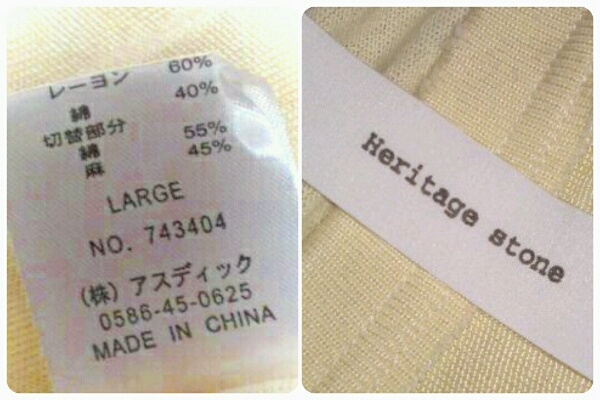 レーヨン 60%
綿 40%
切替部分
綿 55%
麻 45%
LARGE
NO. 743404
(株) アスディック
0586-45-0625
MADE IN CHINA
Heritage stone